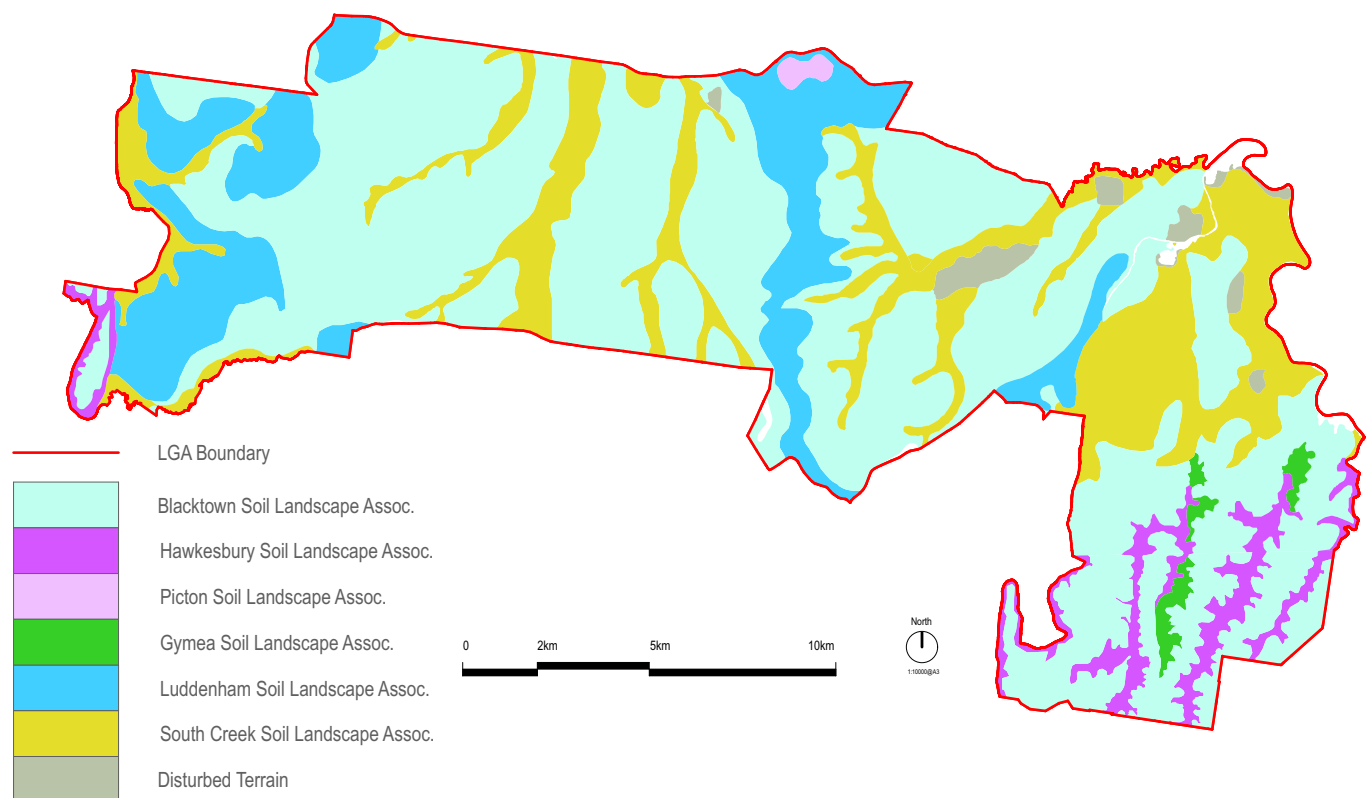 LGA Boundary
Blacktown Soil Landscape Assoc.
Hawkesbury Soil Landscape Assoc.
Picton Soil Landscape Assoc.
Gymea Soil Landscape Assoc.
Luddenham Soil Landscape Assoc.
South Creek Soil Landscape Assoc.
Disturbed Terrain
0 2km 5km 10km
North
1:10000@A3